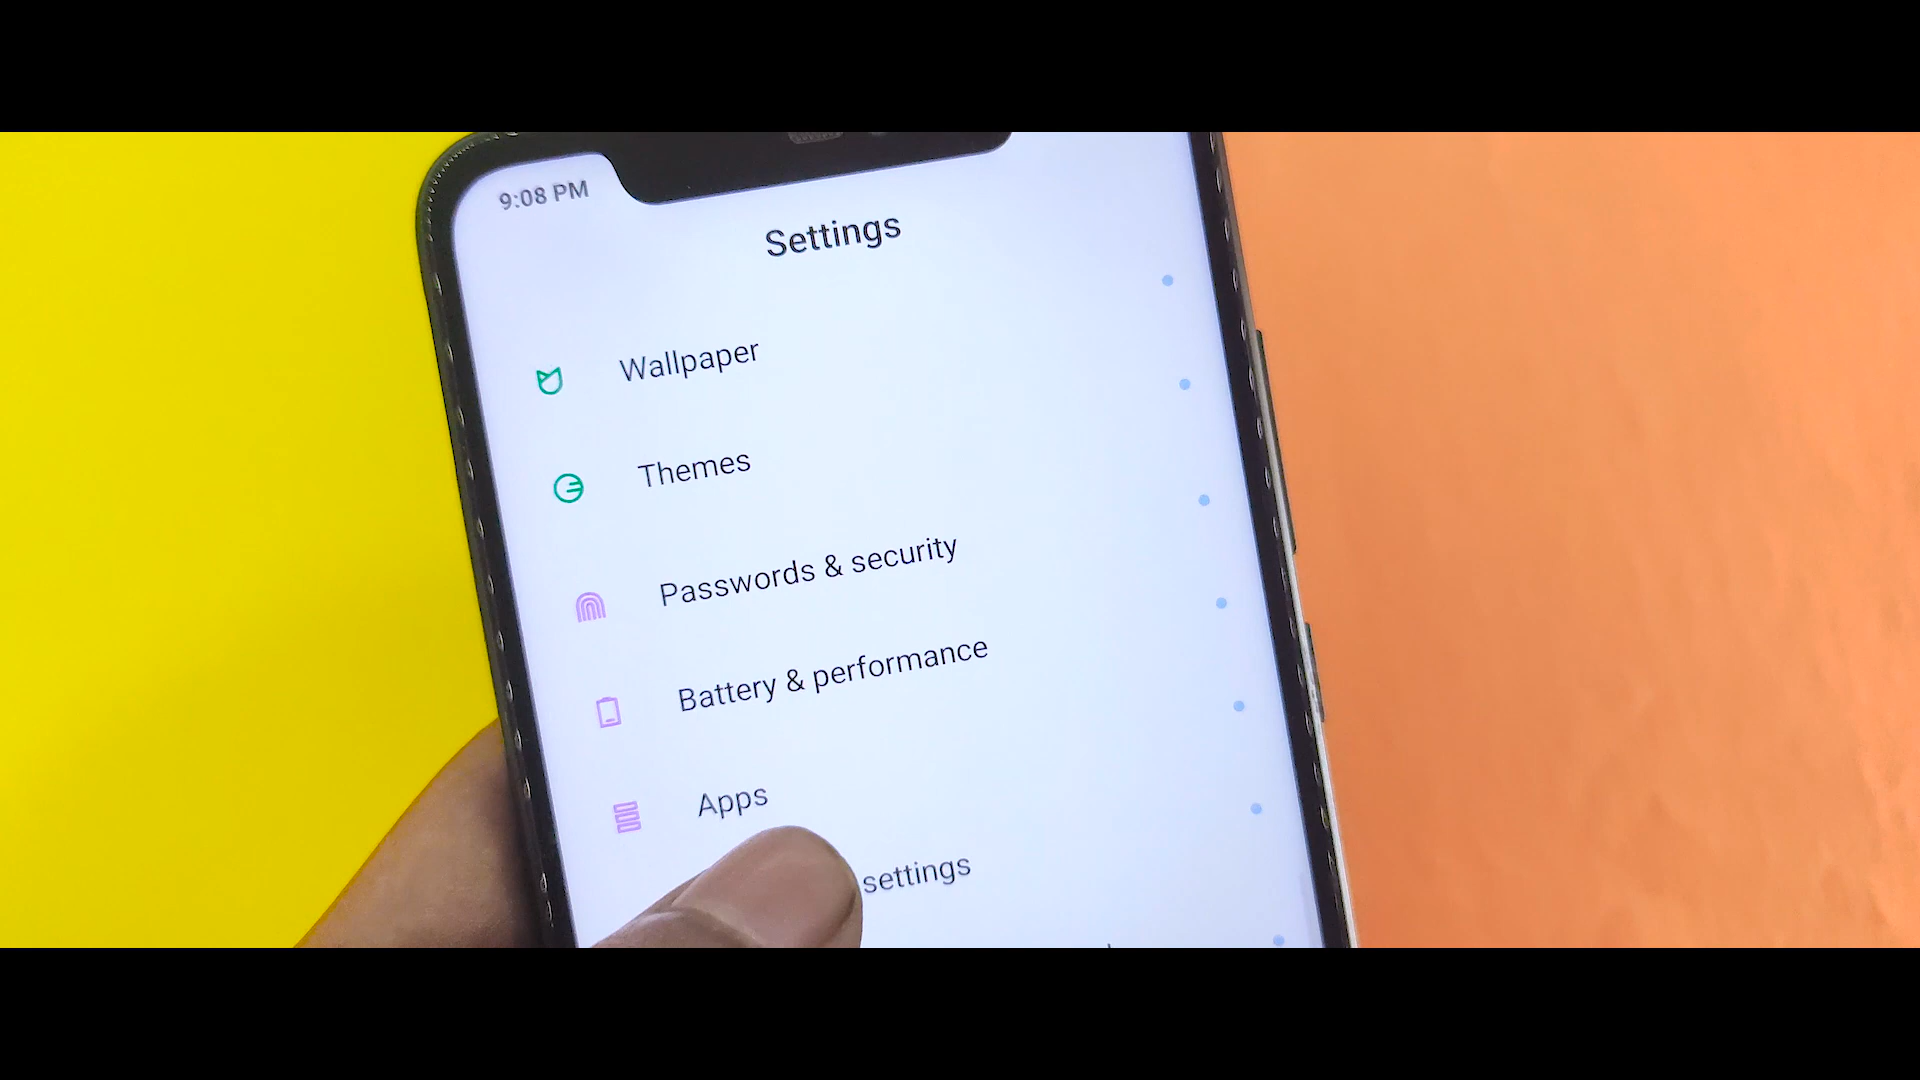 9:08 PM
Settings
Wallpaper
Themes
Passwords & security
Battery & performance
Apps
settings